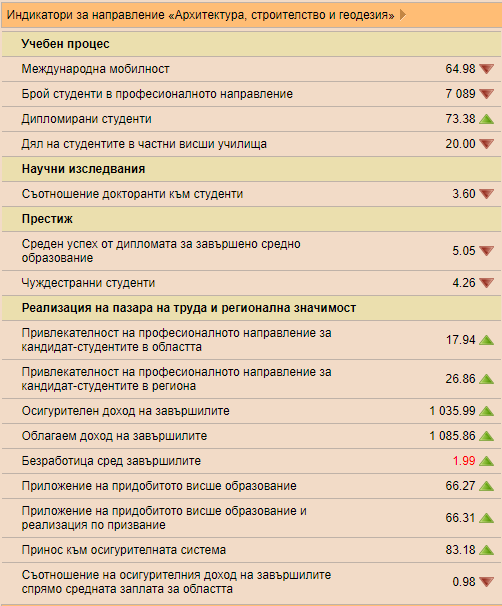 Индикатори за направление «Архитектура, строителство и геодезия»
Учебен процес
Международна мобилност 64.98
Брой студенти в професионалното направление 7 089
Дипломирани студенти 73.38
Дял на студентите в частни висши училища 20.00
Научни изследвания
Съотношение докторанти към студенти 3.60
Престиж
Среден успех от дипломата за завършено средно
образование 5.05
Чуждестранни студенти 4.26
Реализация на пазара на труда и регионална значимост
Привлекателност на професионалното направление за
кандидат-студентите в областта 17.94
Привлекателност на професионалното направление за
кандидат-студентите в региона 26.86
Осигурителен доход на завършилите 1 035.99
Облагаем доход на завършилите 1 085.86
Безработица сред завършилите 1.99
Приложение на придобитото висше образование 66.27
Приложение на придобитото висше образование и
реализация по призвание 66.31
Принос към осигурителната система 83.18
Съотношение на осигурителния доход на завършилите
спрямо средната заплата за областта 0.98